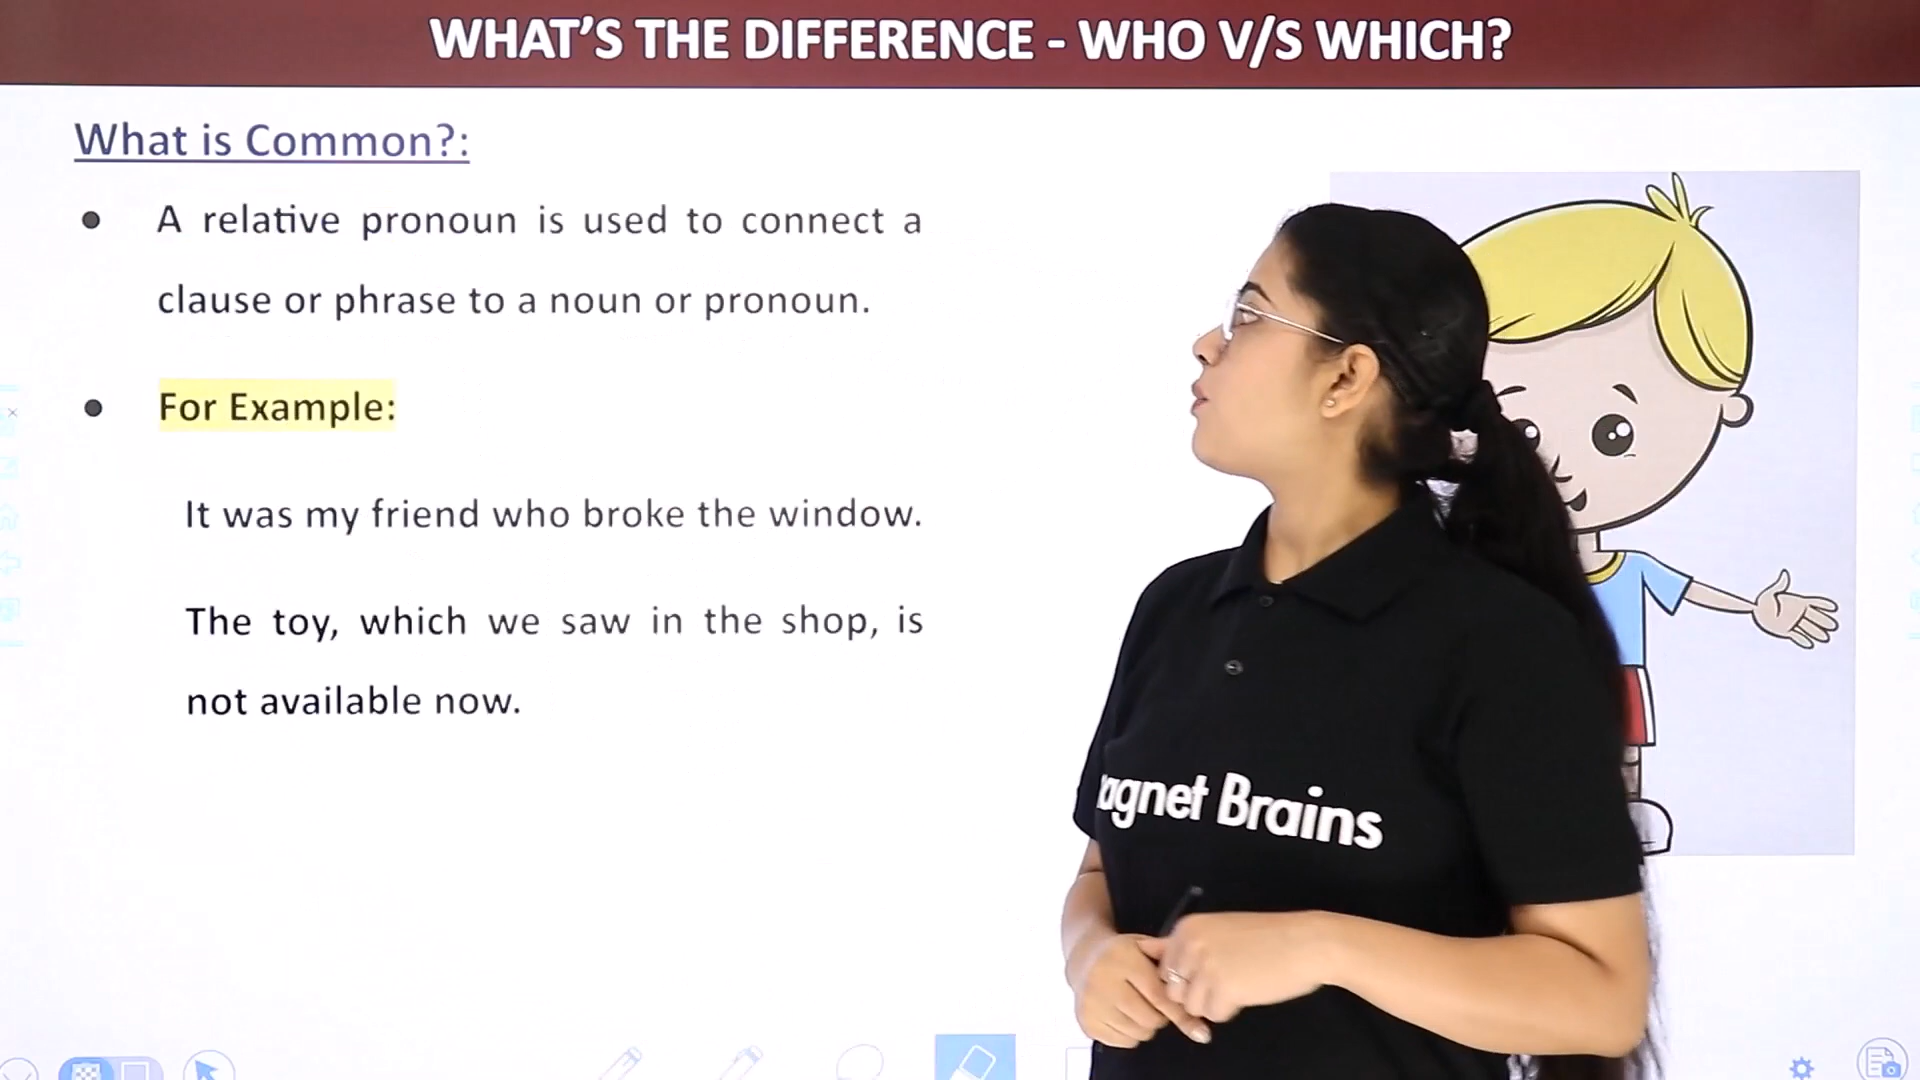 WHAT'S THE DIFFERENCE - WHO V/S WHICH?
What is Common?:
● A relative pronoun is used to connect a
clause or phrase to a noun or pronoun.
● For Example:
It was my friend who broke the window.
The toy, which we saw in the shop, is
not available now.
agnet Brains